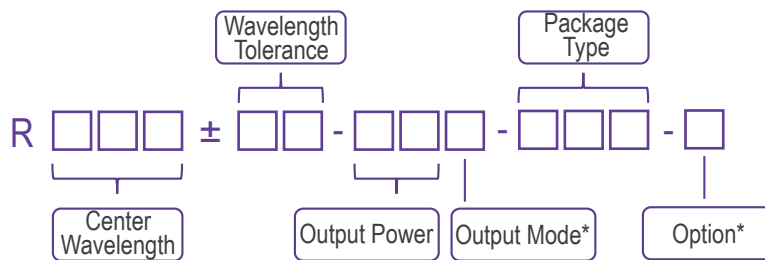 Wavelength
Tolerance
Package
Type
R ± - - -
Center
Wavelength
Output Power
Output Mode*
Option*